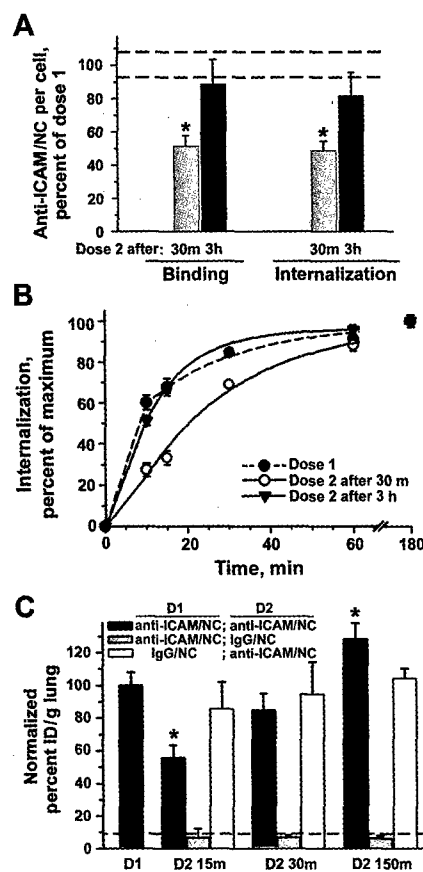 A
Anti-ICAM/NC per cell,
percent of dose 1
100
80
60
40
20
0
*
*
Dose 2 after: 30m 3h 30m 3h
Binding Internalization
B
Internalization,
percent of maximum
100
80
60
40
20
0
Dose 1
Dose 2 after 30 m
Dose 2 after 3 h
0 20 40 60 180
Time, min
C
D1 D2
anti-ICAM/NC; anti-ICAM/NC
anti-ICAM/NC; IgG/NC
IgG/NC ; anti-ICAM/NC
Normalized
percent ID/g lung
120
100
80
60
40
20
0
*
*
D1 D2 15m D2 30m D2 150m